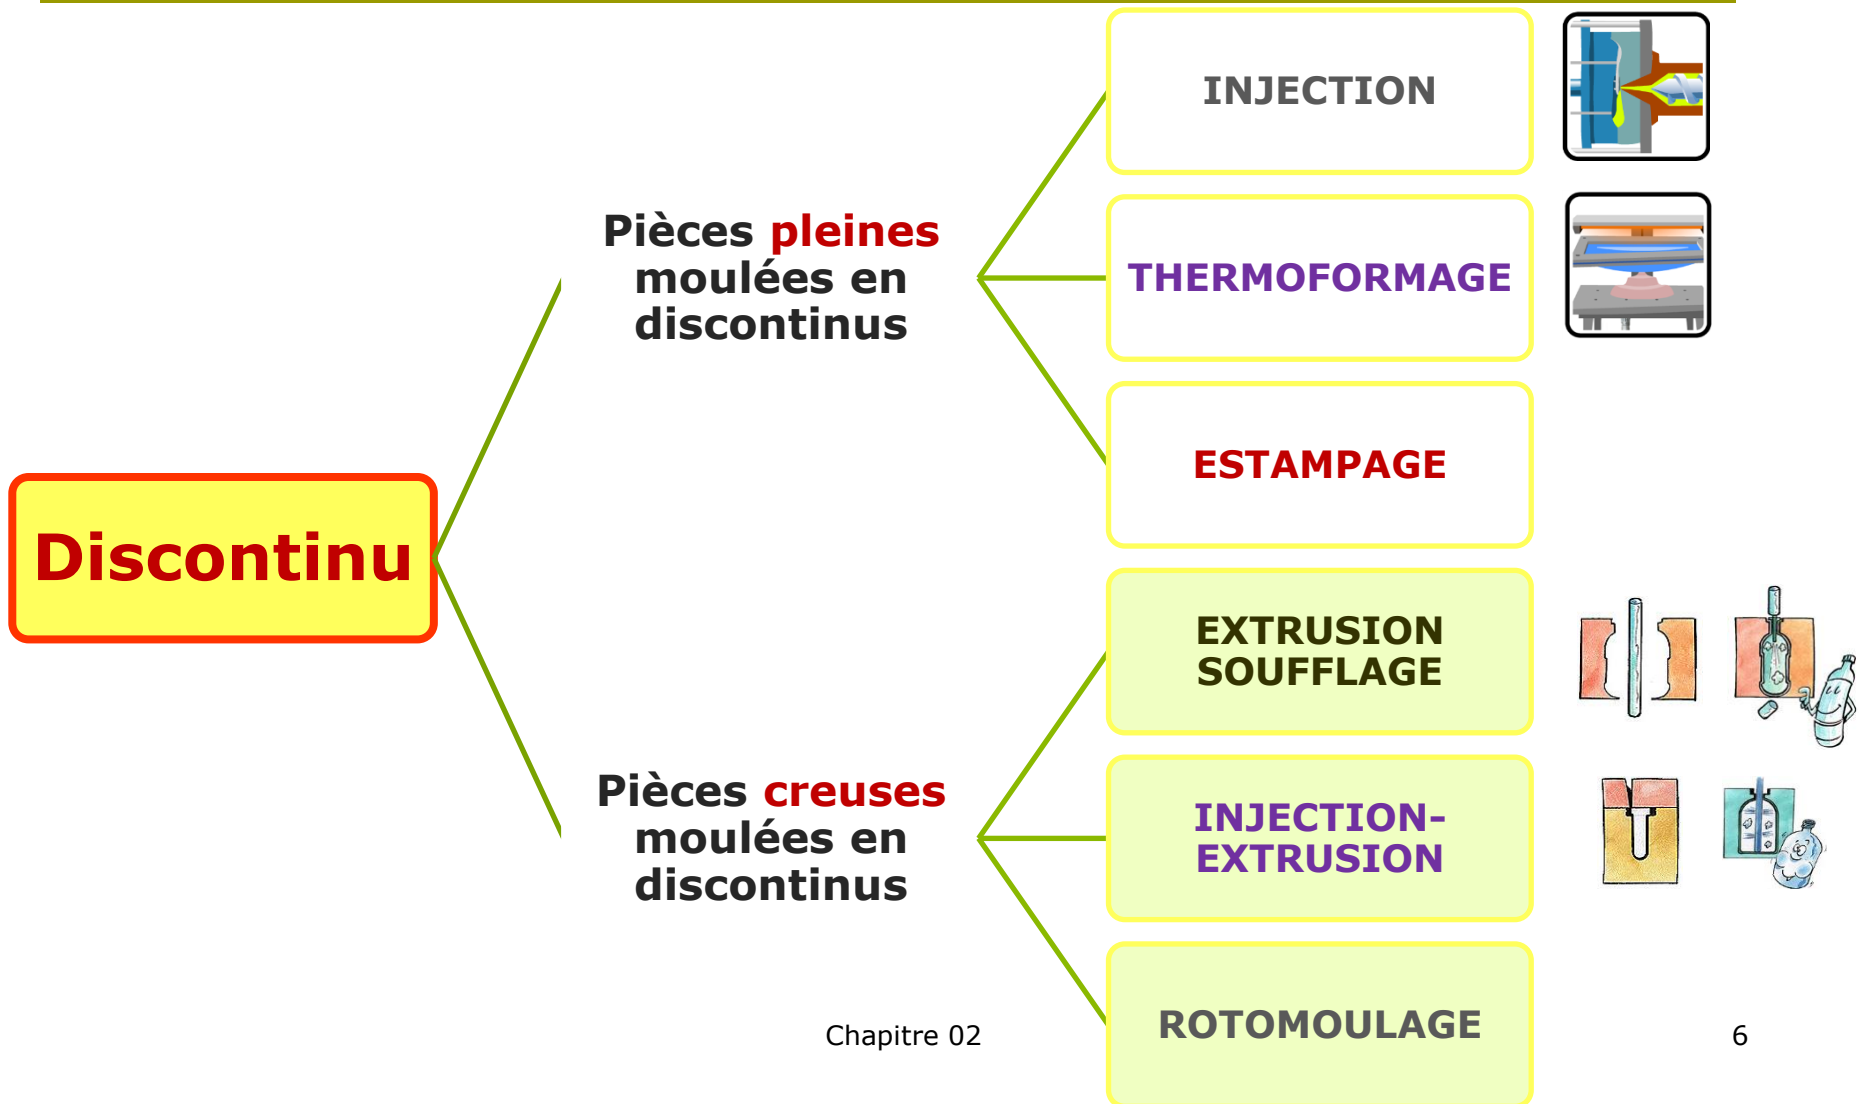 Discontinu
Pièces pleines
moulées en
discontinus
INJECTION
THERMOFORMAGE
ESTAMPAGE
Pièces creuses
moulées en
discontinus
EXTRUSION
SOUFFLAGE
INJECTION-
EXTRUSION
ROTOMOULAGE
Chapitre 02
6